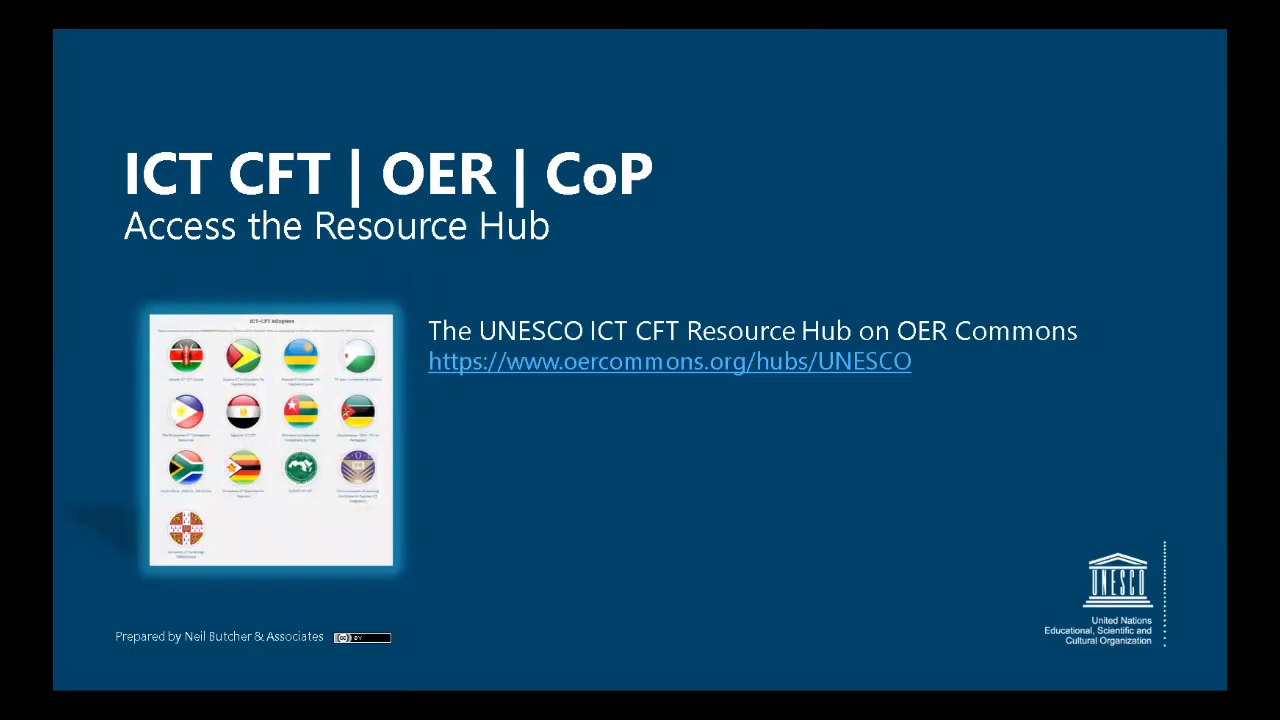 ICT CFT | OER | CoP
Access the Resource Hub
ICT-CFT Adopters
The UNESCO ICT CFT Resource Hub on OER Commons
https://www.oercommons.org/hubs/UNESCO
Prepared by Neil Butcher & Associates
cc BY
UNESCO
United Nations
Educational, Scientific and
Cultural Organization